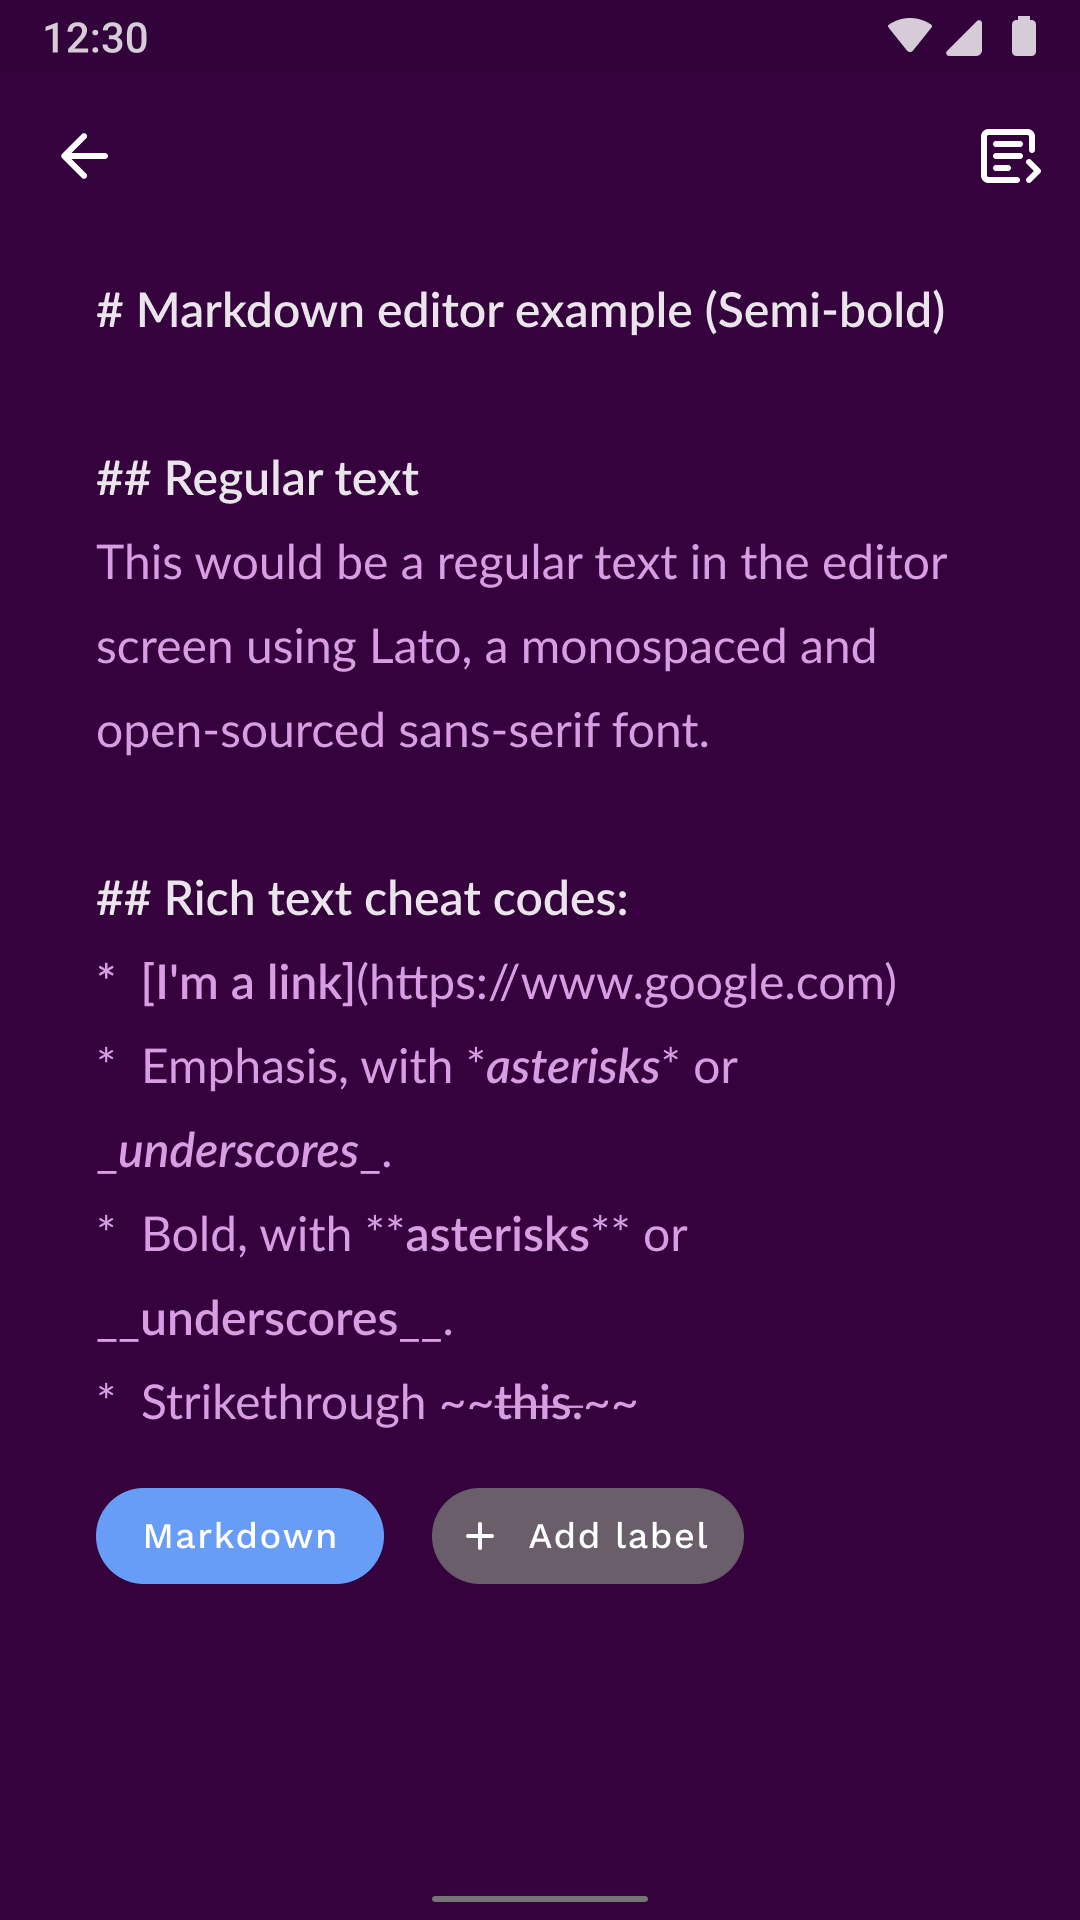 12:30
# Markdown editor example (Semi-bold)
## Regular text
This would be a regular text in the editor
screen using Lato, a monospaced and
open-sourced sans-serif font.
## Rich text cheat codes:
* [I'm a link](https://www.google.com)
* Emphasis, with *asterisks* or
_underscores_.
* Bold, with **asterisks** or
__underscores__.
* Strikethrough ~~this.~~
Markdown
+ Add label